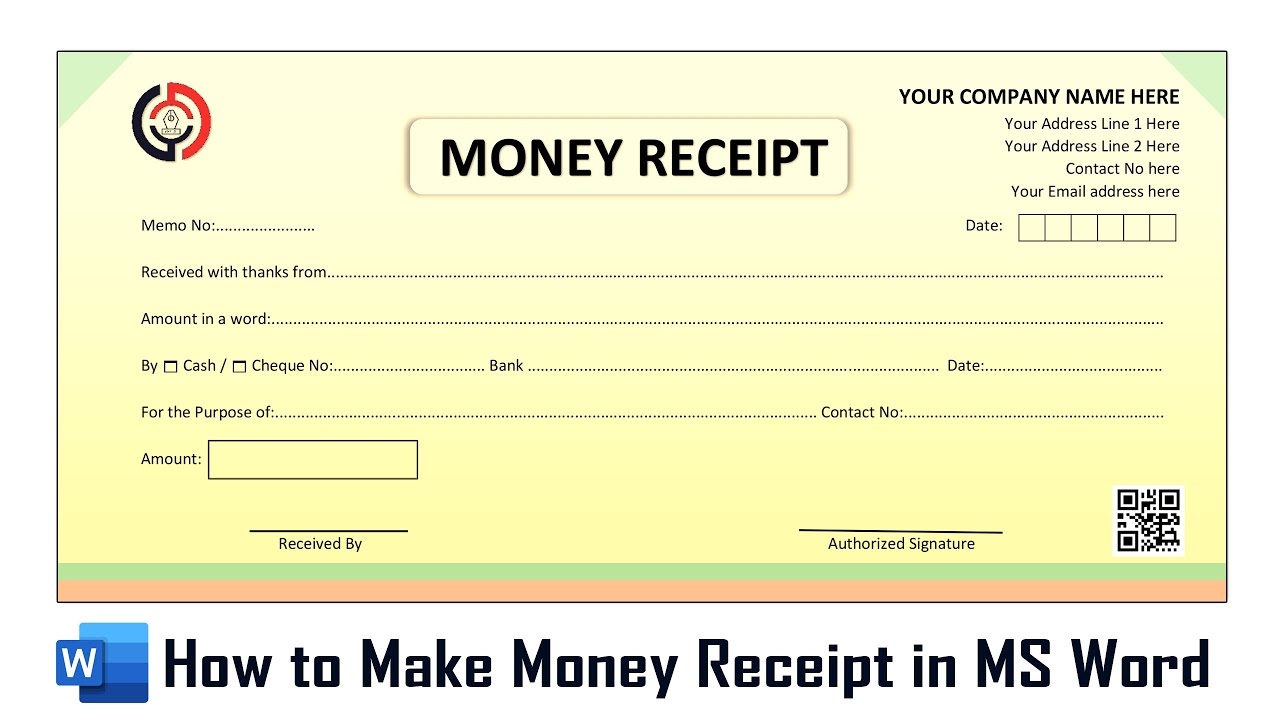 YOUR COMPANY NAME HERE
Your Address Line 1 Here
Your Address Line 2 Here
Contact No here
Your Email address here
MONEY RECEIPT
Memo No:....................... Date:
Received with thanks from....................................................................................................
Amount in a word:....................................................................................................
By Cash / Cheque No:................................... Bank ............................................................ Date:.........................................
For the Purpose of:.................................................................................... Contact No:............................................................
Amount:
Received By Authorized Signature
W How to Make Money Receipt in MS Word